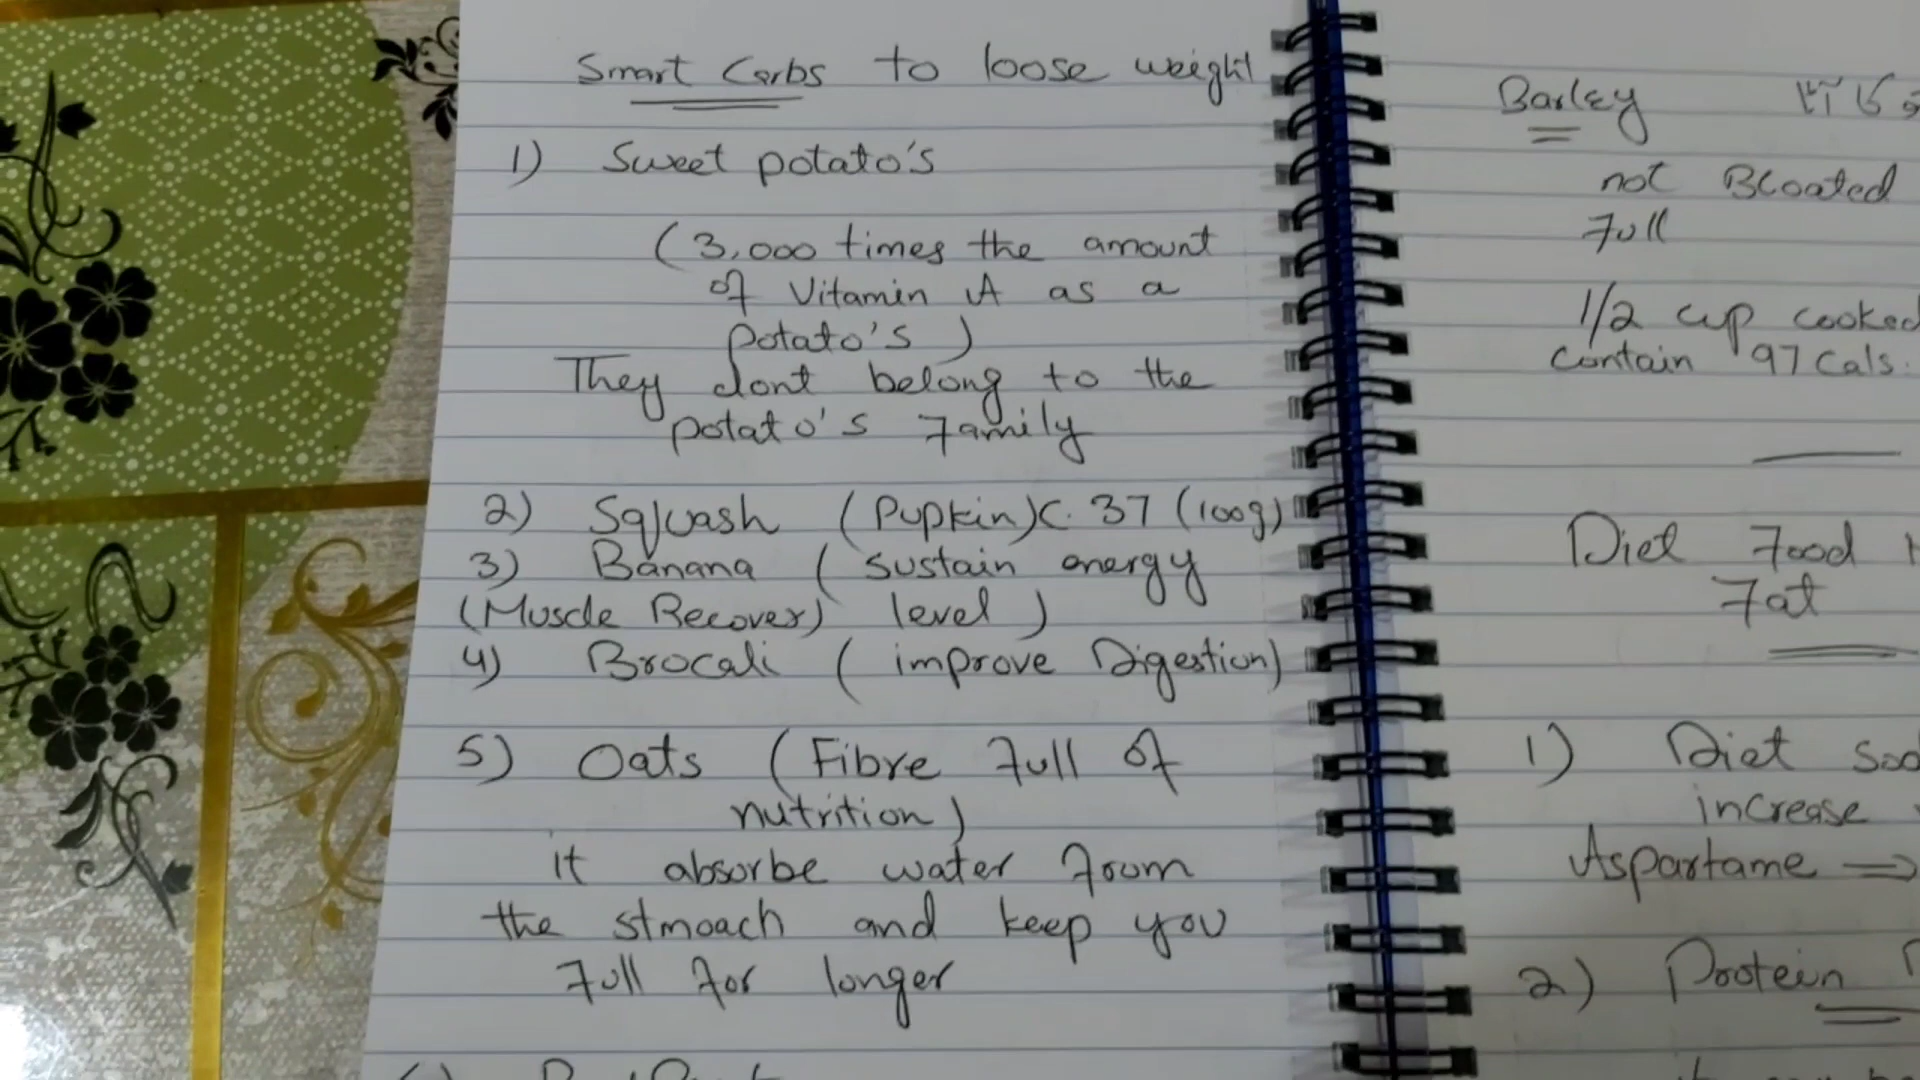 Smart Carbs to loose weight
1) Sweet potato's
(3,000 times the amount
of Vitamin A as a
potato's)
They dont belong to the
potato's family
2) Sqluash (Pupkin) C. 37 (100g)
3) Banana (sustain energy
(Muscle Recover) level)
4) Brocali (improve Digestion)
5) Oats (Fibre full of
nutrition)
it absorbe water from
the stmoach and keep you
full for longer
Barley
not Bloated
Full
1/2 cup cooked
contain 97 Cals.
Diet Food
Fat
1) Diet
increase
Aspartame →
2) Protein